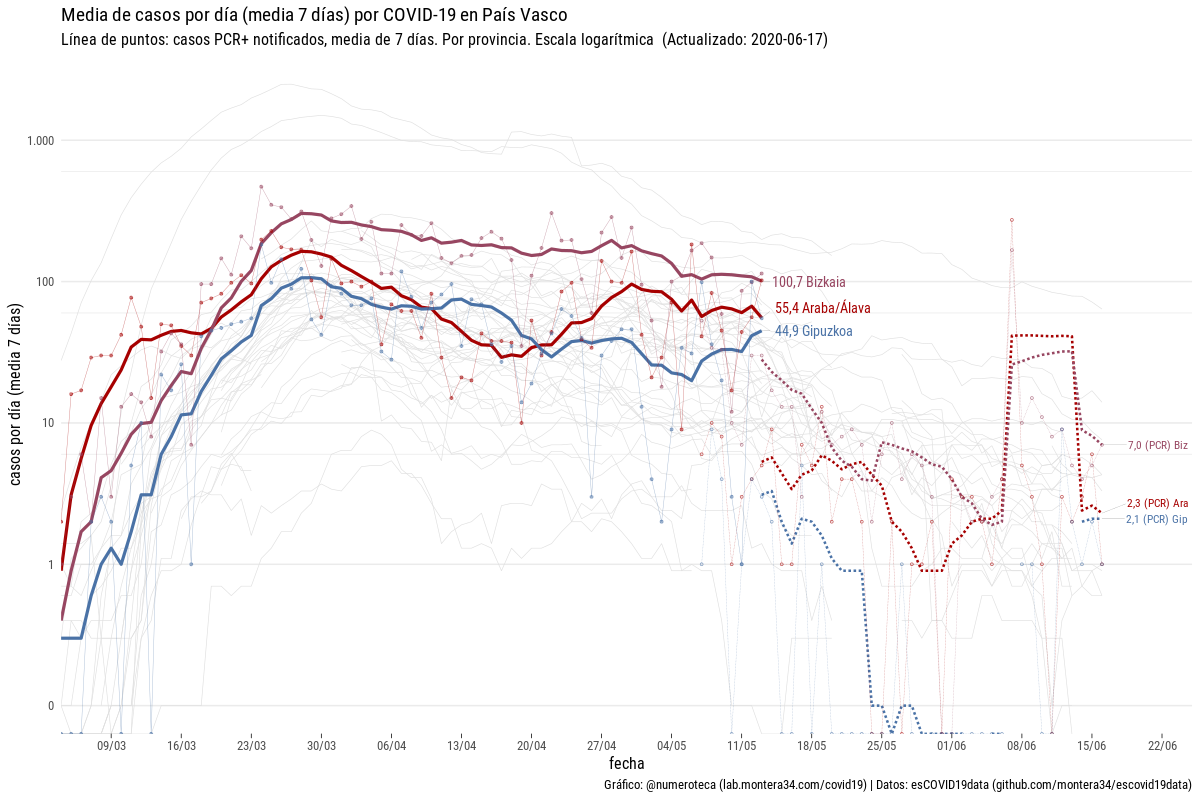 Media de casos por día (media 7 días) por COVID-19 en País Vasco
Línea de puntos: casos PCR+ notificados, media de 7 días. Por provincia. Escala logarítmica (Actualizado: 2020-06-17)
casos por día (media 7 días)
1.000
100
10
1
0
100,7 Bizkaia
55,4 Araba/Álava
44,9 Gipuzkoa
7,0 (PCR) Biz
2,3 (PCR) Ara
2,1 (PCR) Gip
09/03 16/03 23/03 30/03 06/04 13/04 20/04 27/04 04/05 11/05 18/05 25/05 01/06 08/06 15/06 22/06
fecha
Gráfico: @numeroteca (lab.montera34.com/covid19) | Datos: esCOVID19data (github.com/montera34/escovid19data)